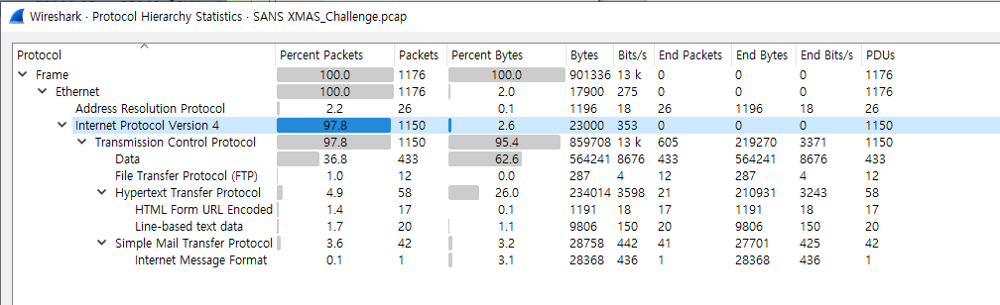 Wireshark · Protocol Hierarchy Statistics · SANS XMAS_Challenge.pcap
Protocol Percent Packets Packets Percent Bytes Bytes Bits/s End Packets End Bytes End Bits/s PDUs
Frame 100.0 1176 100.0 901336 13 k 0 0 0 1176
Ethernet 100.0 1176 2.0 17900 275 0 0 0 1176
Address Resolution Protocol 2.2 26 0.1 1196 18 26 1196 18 26
Internet Protocol Version 4 97.8 1150 2.6 23000 353 0 0 0 1150
Transmission Control Protocol 97.8 1150 95.4 859708 13 k 605 219270 3371 1150
Data 36.8 433 62.6 564241 8676 433 564241 8676 433
File Transfer Protocol (FTP) 1.0 12 0.0 287 4 12 287 4 12
Hypertext Transfer Protocol 4.9 58 26.0 234014 3598 21 210931 3243 58
HTML Form URL Encoded 1.4 17 0.1 1191 18 17 1191 18 17
Line-based text data 1.7 20 1.1 9806 150 20 9806 150 20
Simple Mail Transfer Protocol 3.6 42 3.2 28758 442 41 27701 425 42
Internet Message Format 0.1 1 3.1 28368 436 1 28368 436 1